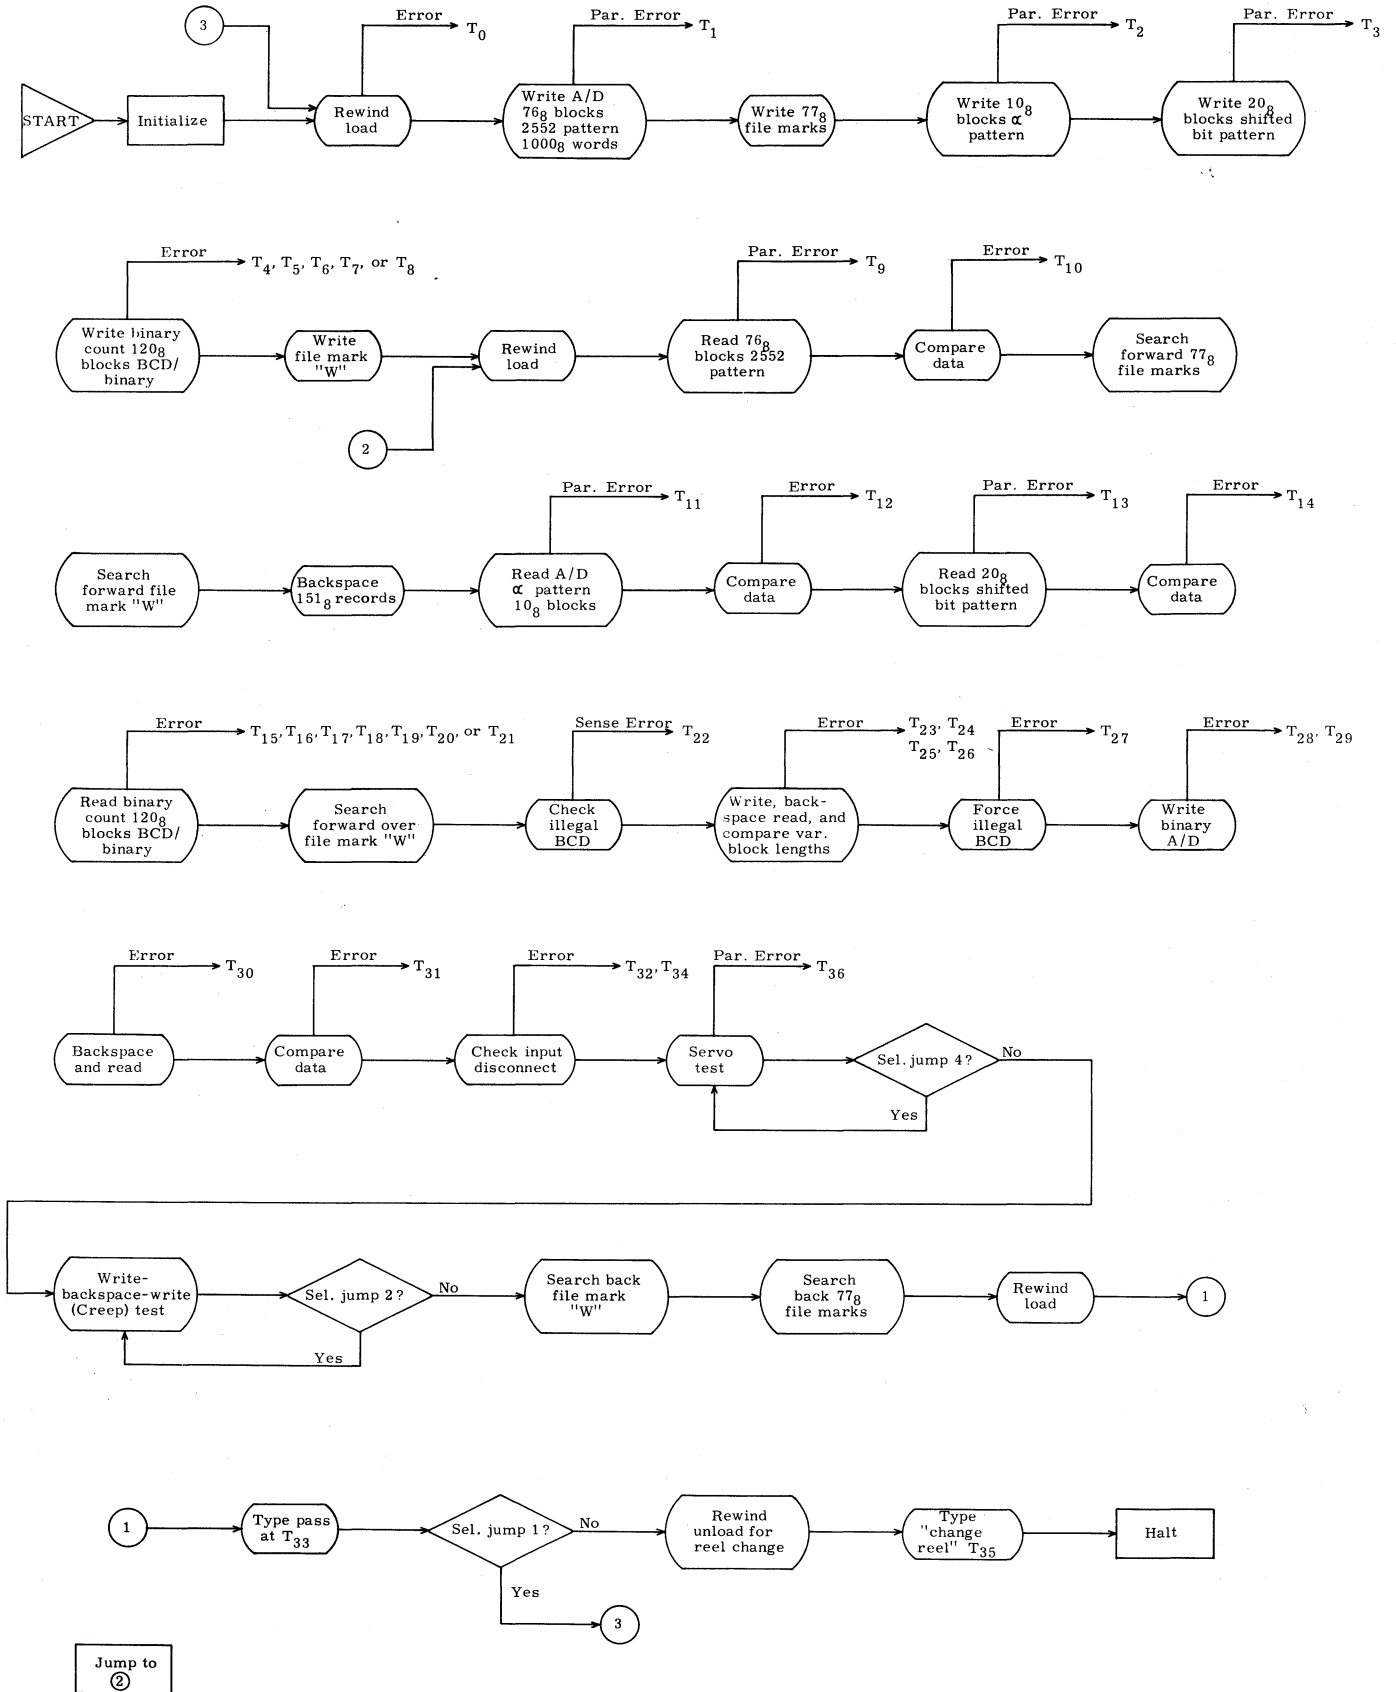 3
Error
T0
Par. Error
T1
Par. Error
T2
Par. Error
T3
START
Initialize
Rewind
load
Write A/D
768 blocks
2552 pattern
10008 words
Write 778
file marks
Write 108
blocks α8
pattern
Write 208
blocks shifted
bit pattern
Error
T4, T5, T6, T7, or T8
Par. Error
T9
Error
T10
Write binary
count 1208
blocks BCD/
binary
Write
file mark
"W"
Rewind
load
Read 768
blocks 2552
pattern
Compare
data
Search
forward 778
file marks
2
Par. Error
T11
Error
T12
Par. Error
T13
Error
T14
Search
forward file
mark "W"
Backspace
1518 records
Read A/D
α pattern
108 blocks
Compare
data
Read 208
blocks shifted
bit pattern
Compare
data
Error
T15, T16, T17, T18, T19, T20, or T21
Sense Error
T22
Error
T23, T24
T25, T26
Error
T27
Error
T28, T29
Read binary
count 1208
blocks BCD/
binary
Search
forward over
file mark "W"
Check
illegal
BCD
Write, back-
space read, and
compare var.
block lengths
Force
illegal
BCD
Write
binary
A/D
Error
T30
Error
T31
Error
T32, T34
Par. Error
T36
Backspace
and read
Compare
data
Check input
disconnect
Servo
test
Sel. jump 4?
No
Yes
Write-
backspace-write
(Creep) test
Sel. jump 2?
No
Yes
Search back
file mark
"W"
Search
back 778
file marks
Rewind
load
1
1
Type pass
at T33
Sel. jump 1?
No
Yes
3
Rewind
unload for
reel change
Type
"change
reel" T35
Halt
Jump to
2